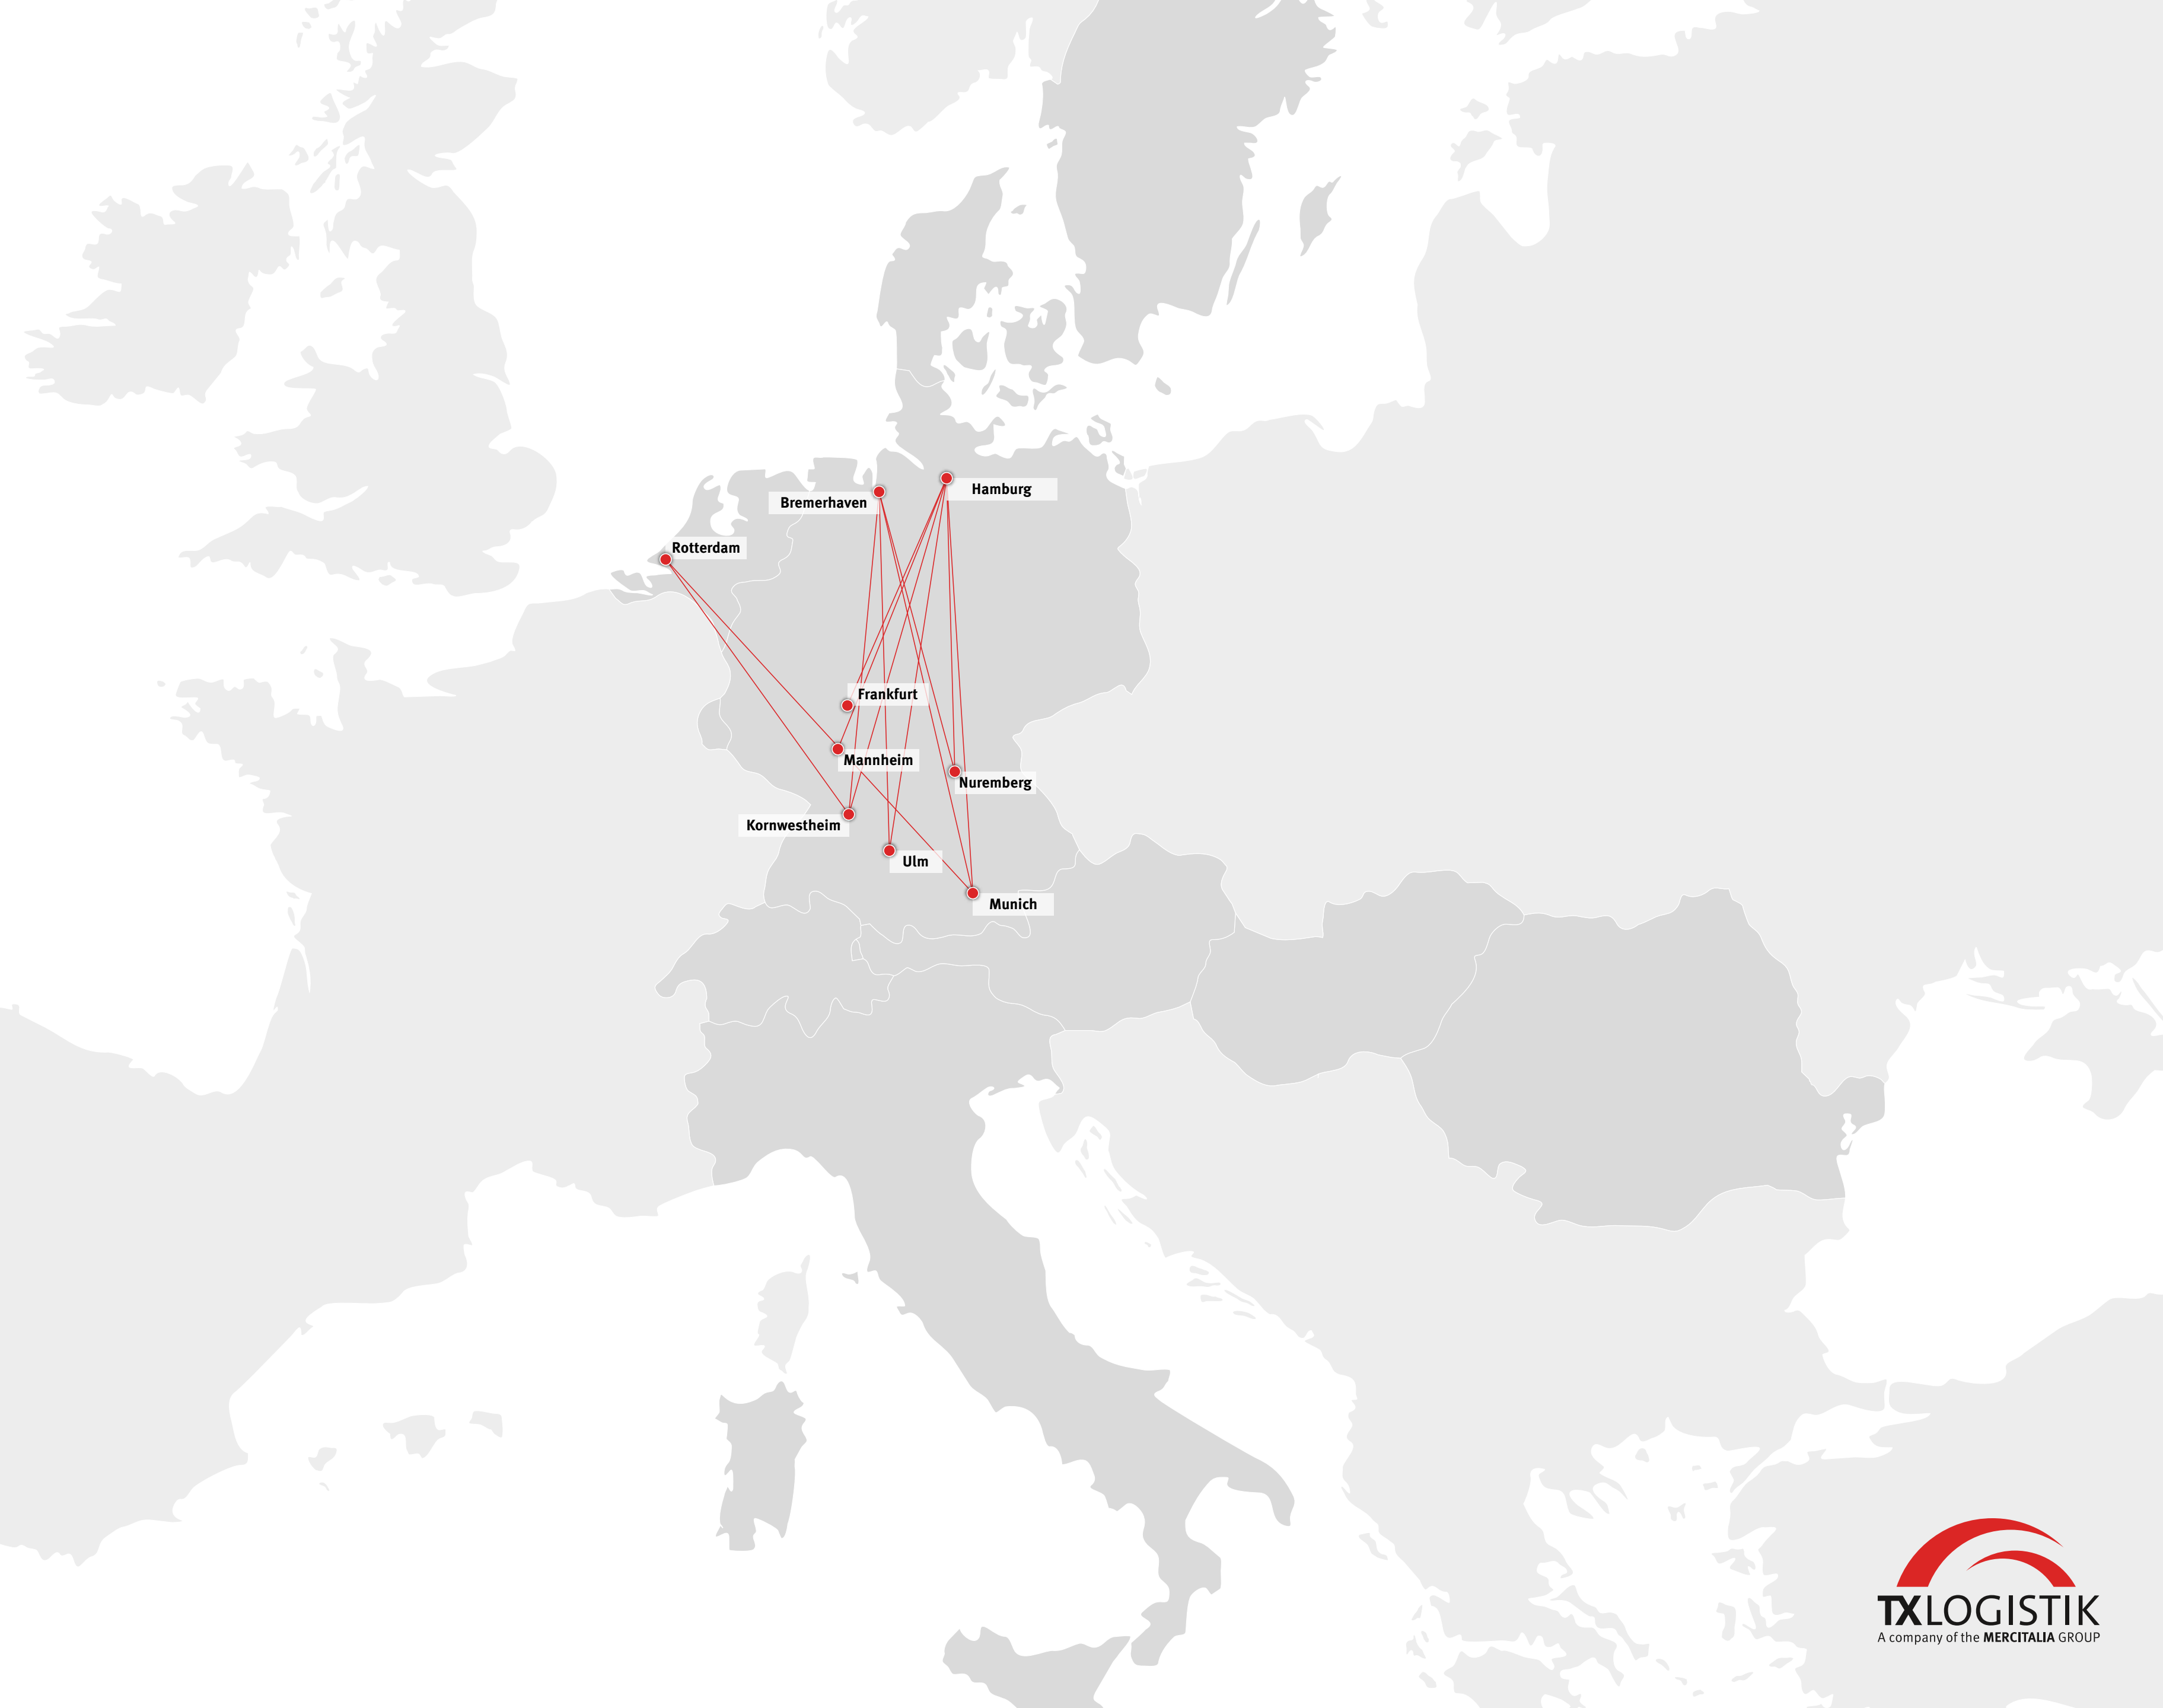 Hamburg
Bremerhaven
Rotterdam
Frankfurt
Mannheim
Nuremberg
Kornwestheim
Ulm
Munich
TXLOGISTIK
A company of the MERCITALIA GROUP